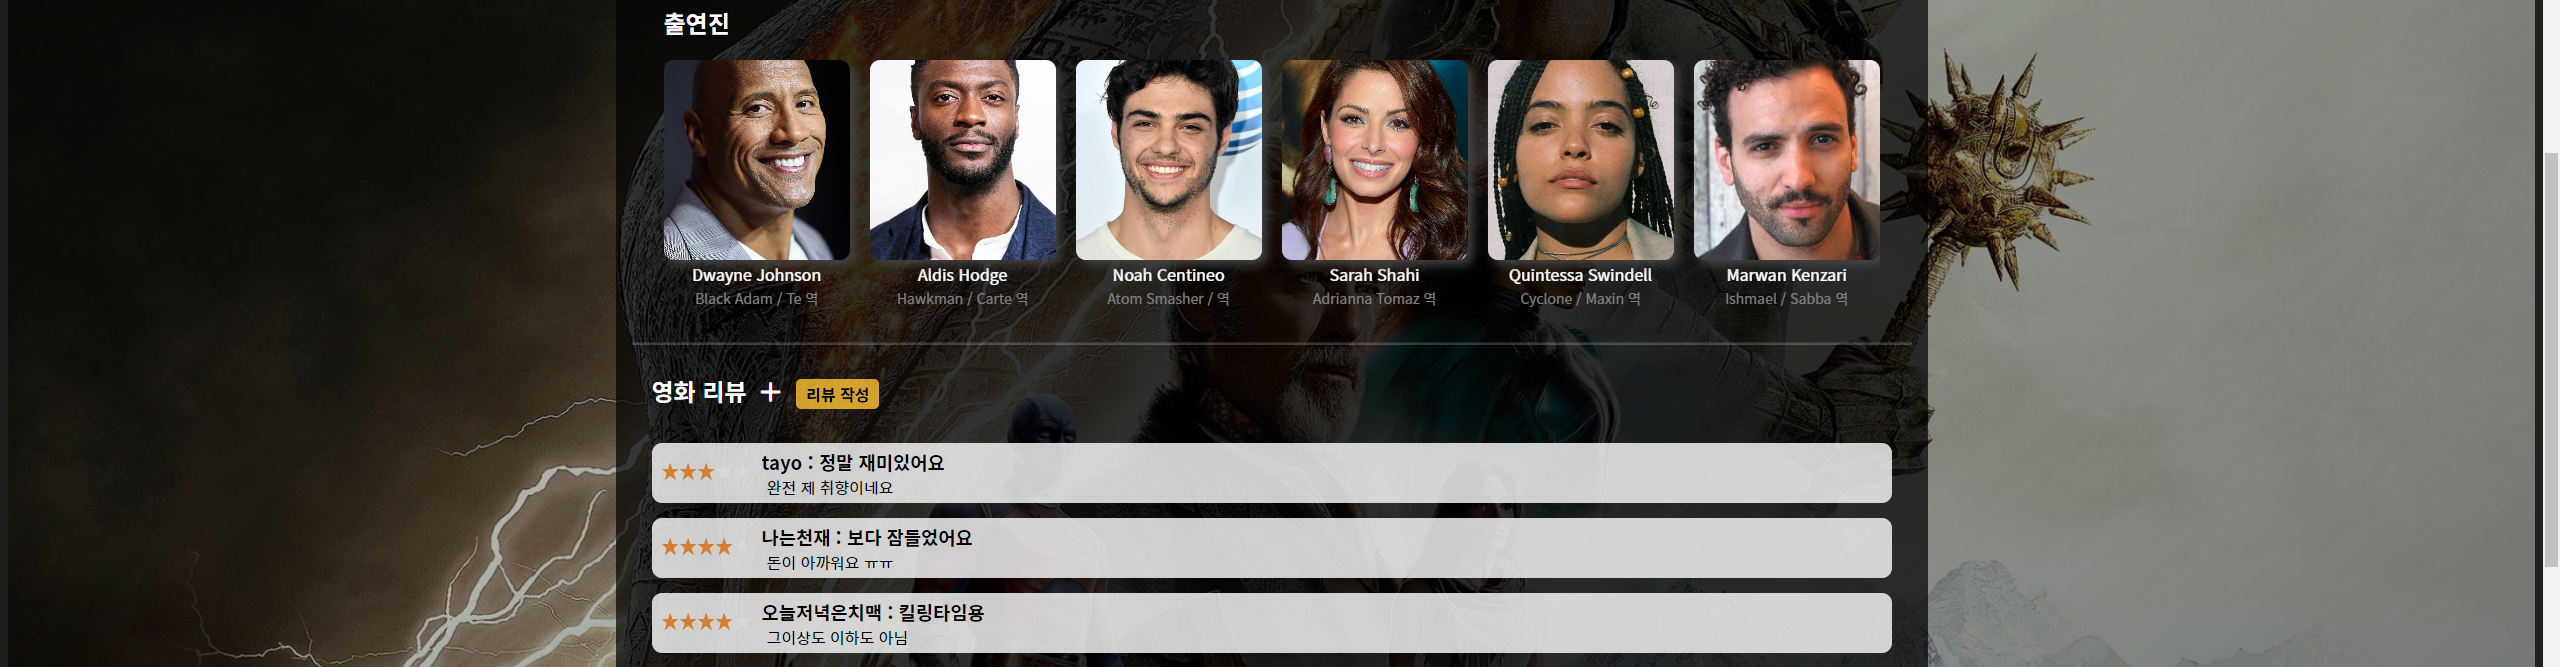 출연진
Dwayne Johnson
Black Adam / Te 역
Aldis Hodge
Hawkman / Carte 역
Noah Centineo
Atom Smasher / 역
Sarah Shahi
Adrianna Tomaz 역
Quintessa Swindell
Cyclone / Maxin 역
Marwan Kenzari
Ishmael / Sabba 역
영화 리뷰 + 리뷰 작성
tayo : 정말 재미있어요
완전 제 취향이네요
나는천재 : 보다 잠들었어요
돈이 아까워요 ㅠㅠ
오늘저녁은치맥 : 킬링타임용
그이상도 이하도 아님